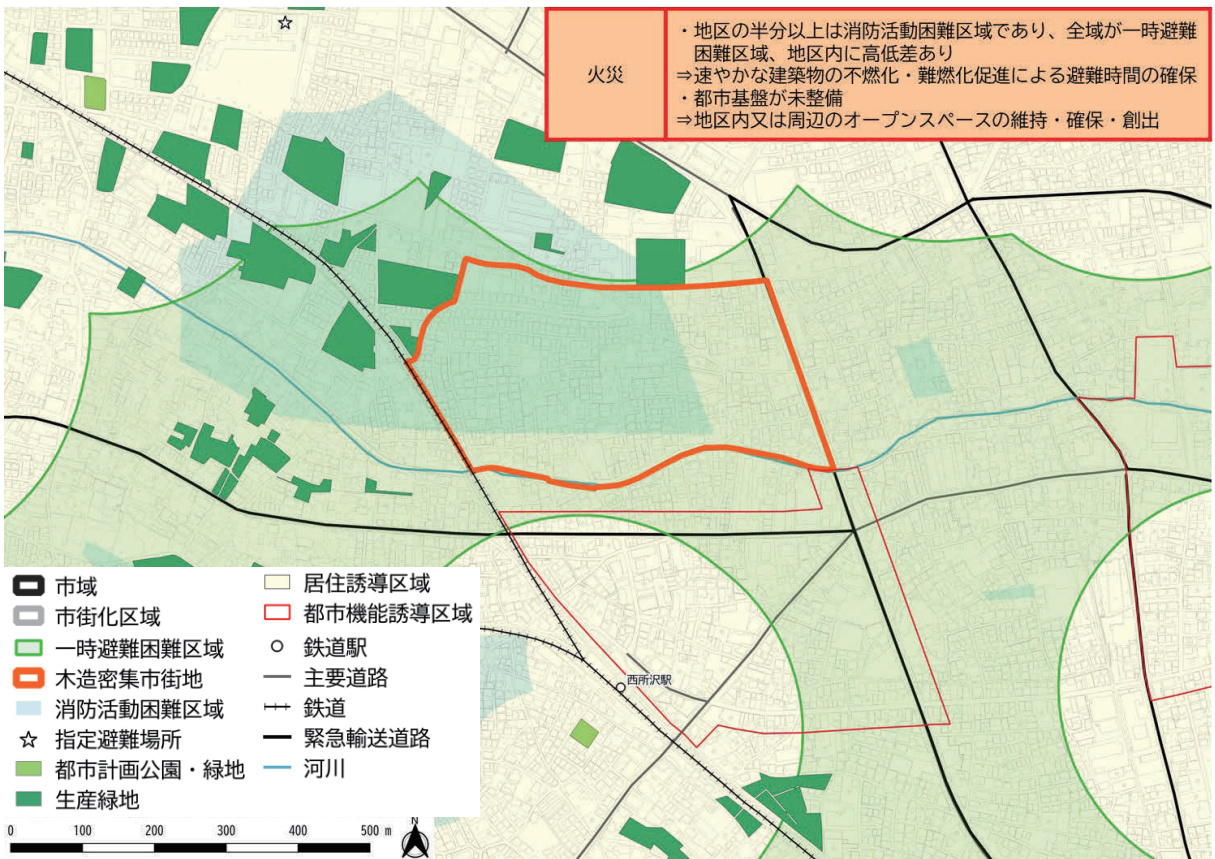 火災
・地区の半分以上は消防活動困難区域であり、全域が一時避難
困難区域、地区内に高低差あり
⇒速やかな建築物の不燃化・難燃化促進による避難時間の確保
・都市基盤が未整備
⇒地区内又は周辺のオープンスペースの維持・確保・創出
西所沢駅
市域
市街化区域
一時避難困難区域
木造密集市街地
消防活動困難区域
指定避難場所
都市計画公園・緑地
生産緑地
居住誘導区域
都市機能誘導区域
鉄道駅
主要道路
鉄道
緊急輸送道路
河川
0 100 200 300 400 500 m
N